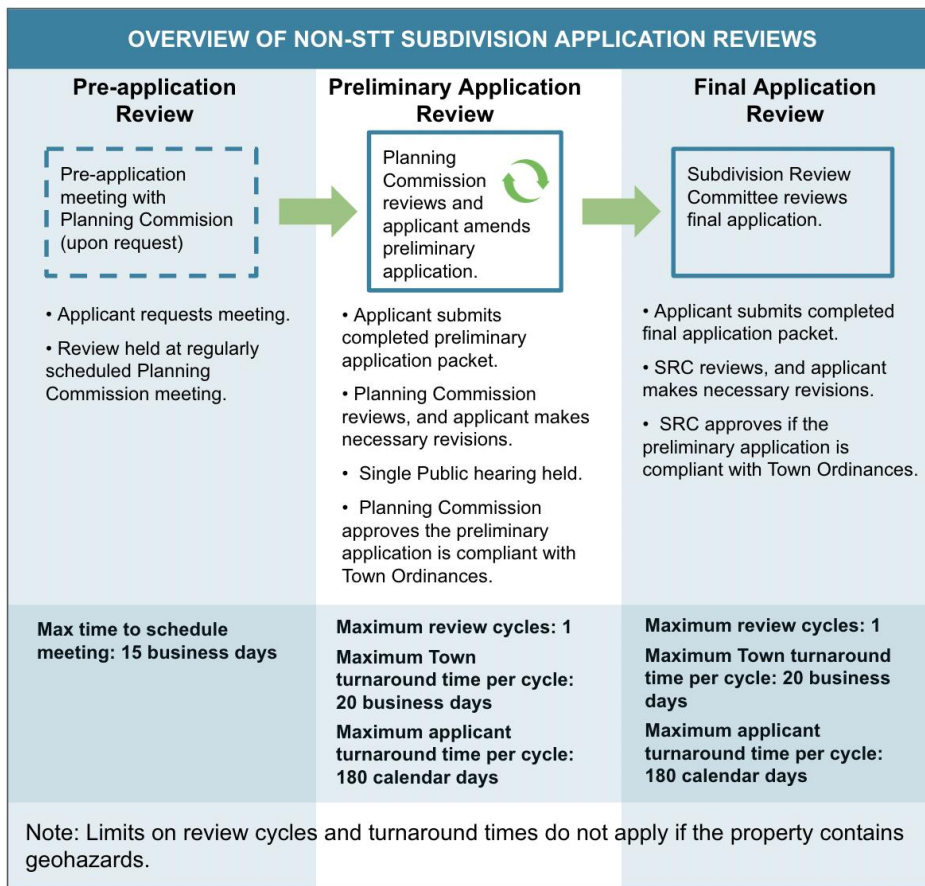 OVERVIEW OF NON-STT SUBDIVISION APPLICATION REVIEWS
Pre-application
Review
Pre-application
meeting with
Planning Commision
(upon request)
• Applicant requests meeting.
• Review held at regularly
scheduled Planning
Commission meeting.
Max time to schedule
meeting: 15 business days
Preliminary Application
Review
Planning
Commission
reviews and
applicant amends
preliminary
application.
• Applicant submits
completed preliminary
application packet.
• Planning Commission
reviews, and applicant makes
necessary revisions.
• Single Public hearing held.
• Planning Commission
approves the preliminary
application is compliant with
Town Ordinances.
Maximum review cycles: 1
Maximum Town
turnaround time per cycle:
20 business days
Maximum applicant
turnaround time per cycle:
180 calendar days
Final Application
Review
Subdivision Review
Committee reviews
final application.
• Applicant submits completed
final application packet.
• SRC reviews, and applicant
makes necessary revisions.
• SRC approves if the
preliminary application is
compliant with Town Ordinances.
Maximum review cycles: 1
Maximum Town turnaround
time per cycle: 20 business
days
Maximum applicant
turnaround time per cycle:
180 calendar days
Note: Limits on review cycles and turnaround times do not apply if the property contains
geohazards.